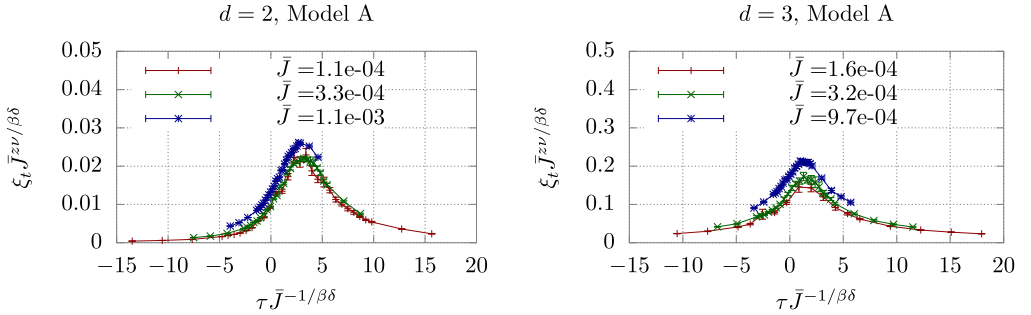 d = 2, Model A
0.05
0.04
0.03
0.02
0.01
0
ξ_t J̄^{zν/βδ}
J̄ =1.1e-04
J̄ =3.3e-04
J̄ =1.1e-03
−15 −10 −5 0 5 10 15 20
τJ̄^{−1/βδ}
d = 3, Model A
0.5
0.4
0.3
0.2
0.1
0
ξ_t J̄^{zν/βδ}
J̄ =1.6e-04
J̄ =3.2e-04
J̄ =9.7e-04
−15 −10 −5 0 5 10 15 20
τJ̄^{−1/βδ}